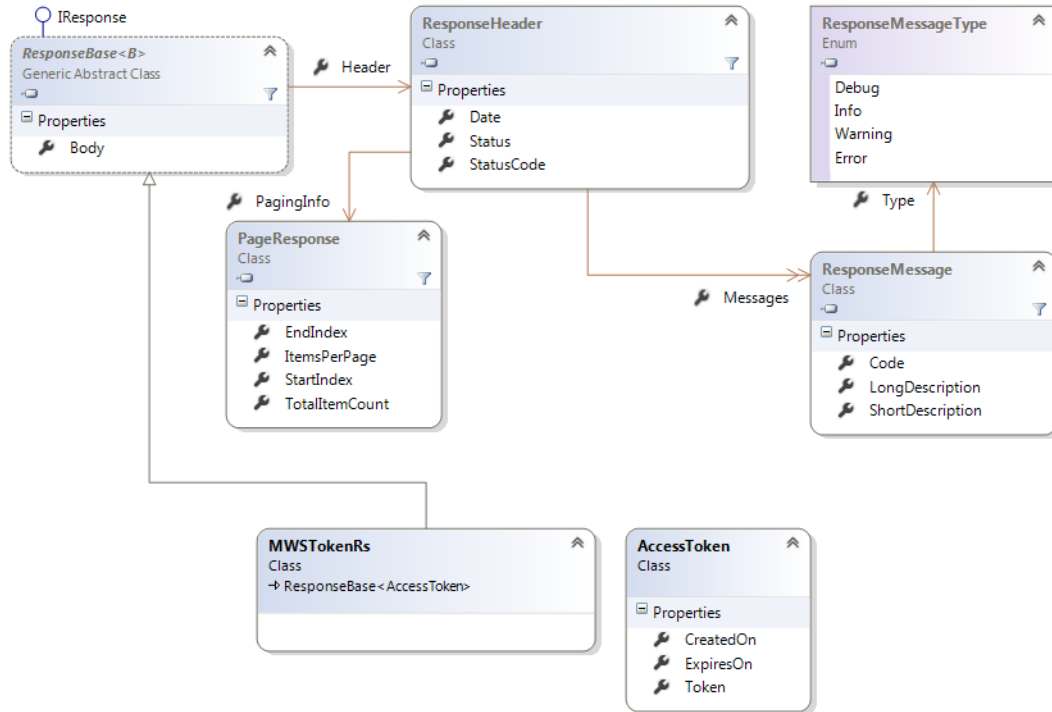 IResponse
ResponseBase<B>
Generic Abstract Class
Properties
Body
Header
ResponseHeader
Class
Properties
Date
Status
StatusCode
ResponseMessageType
Enum
Debug
Info
Warning
Error
PagingInfo
Type
PageResponse
Class
Properties
EndIndex
ItemsPerPage
StartIndex
TotalItemCount
Messages
ResponseMessage
Class
Properties
Code
LongDescription
ShortDescription
MWSTokenRs
Class
ResponseBase<AccessToken>
AccessToken
Class
Properties
CreatedOn
ExpiresOn
Token